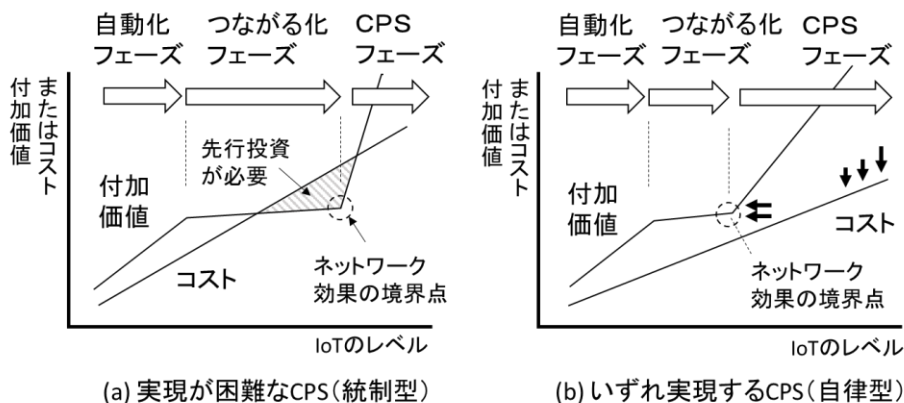 自動化
フェーズ
つながる化
フェーズ
CPS
フェーズ
付加価値
またはコスト
先行投資
が必要
付加
価値
コスト
ネットワーク
効果の境界点
IoTのレベル
(a) 実現が困難なCPS(統制型)
自動化
フェーズ
つながる化
フェーズ
CPS
フェーズ
付加価値
またはコスト
付加
価値
コスト
ネットワーク
効果の境界点
IoTのレベル
(b) いずれ実現するCPS(自律型)